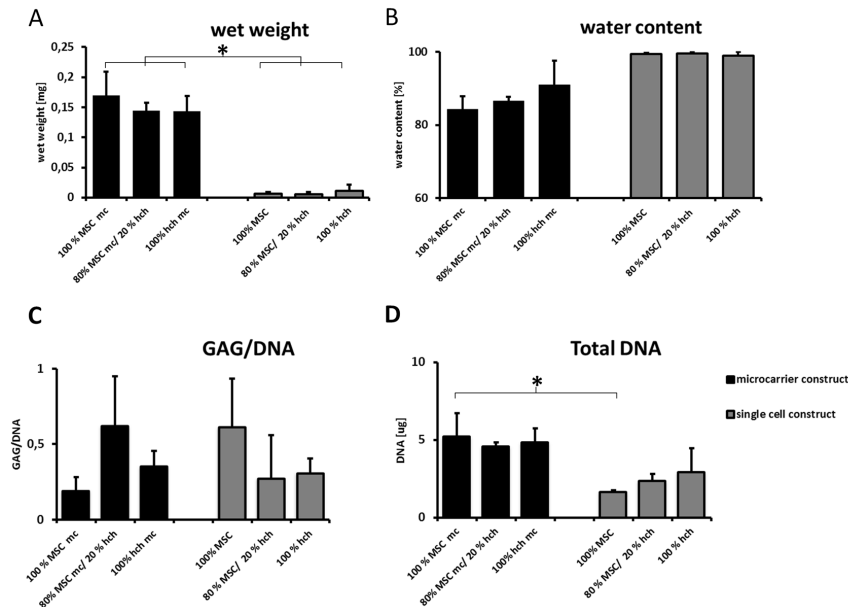 A
wet weight
*
wet weight [mg]
0,25
0,2
0,15
0,1
0,05
0
100 % MSC mc
80% MSC mc/ 20 % hch
100% hch mc
100% MSC
80 % MSC/ 20 % hch
100 % hch
B
water content
water content [%]
100
80
60
100 % MSC mc
80% MSC mc/ 20 % hch
100% hch mc
100% MSC
80 % MSC/ 20 % hch
100 % hch
C
GAG/DNA
GAG/DNA
1
0,5
0
100 % MSC mc
80% MSC mc/ 20 % hch
100% hch mc
100% MSC
80 % MSC/ 20 % hch
100 % hch
D
Total DNA
*
DNA [ug]
10
5
0
100 % MSC mc
80% MSC mc/ 20 % hch
100% hch mc
100% MSC
80 % MSC/ 20 % hch
100 % hch
microcarrier construct
single cell construct